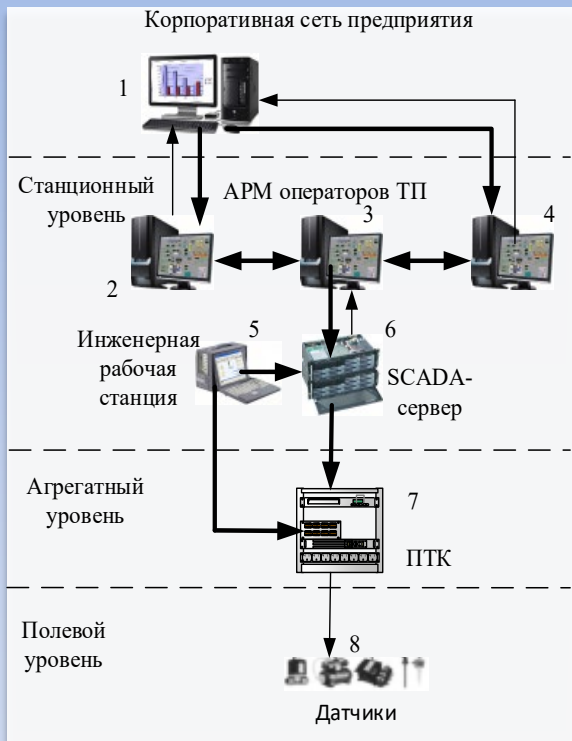 Корпоративная сеть предприятия
1
Станционный
уровень
АРМ операторов ТП
3
4
2
Инженерная
рабочая
станция
5
6
SCADA-
сервер
Агрегатный
уровень
7
ПТК
Полевой
уровень
8
Датчики